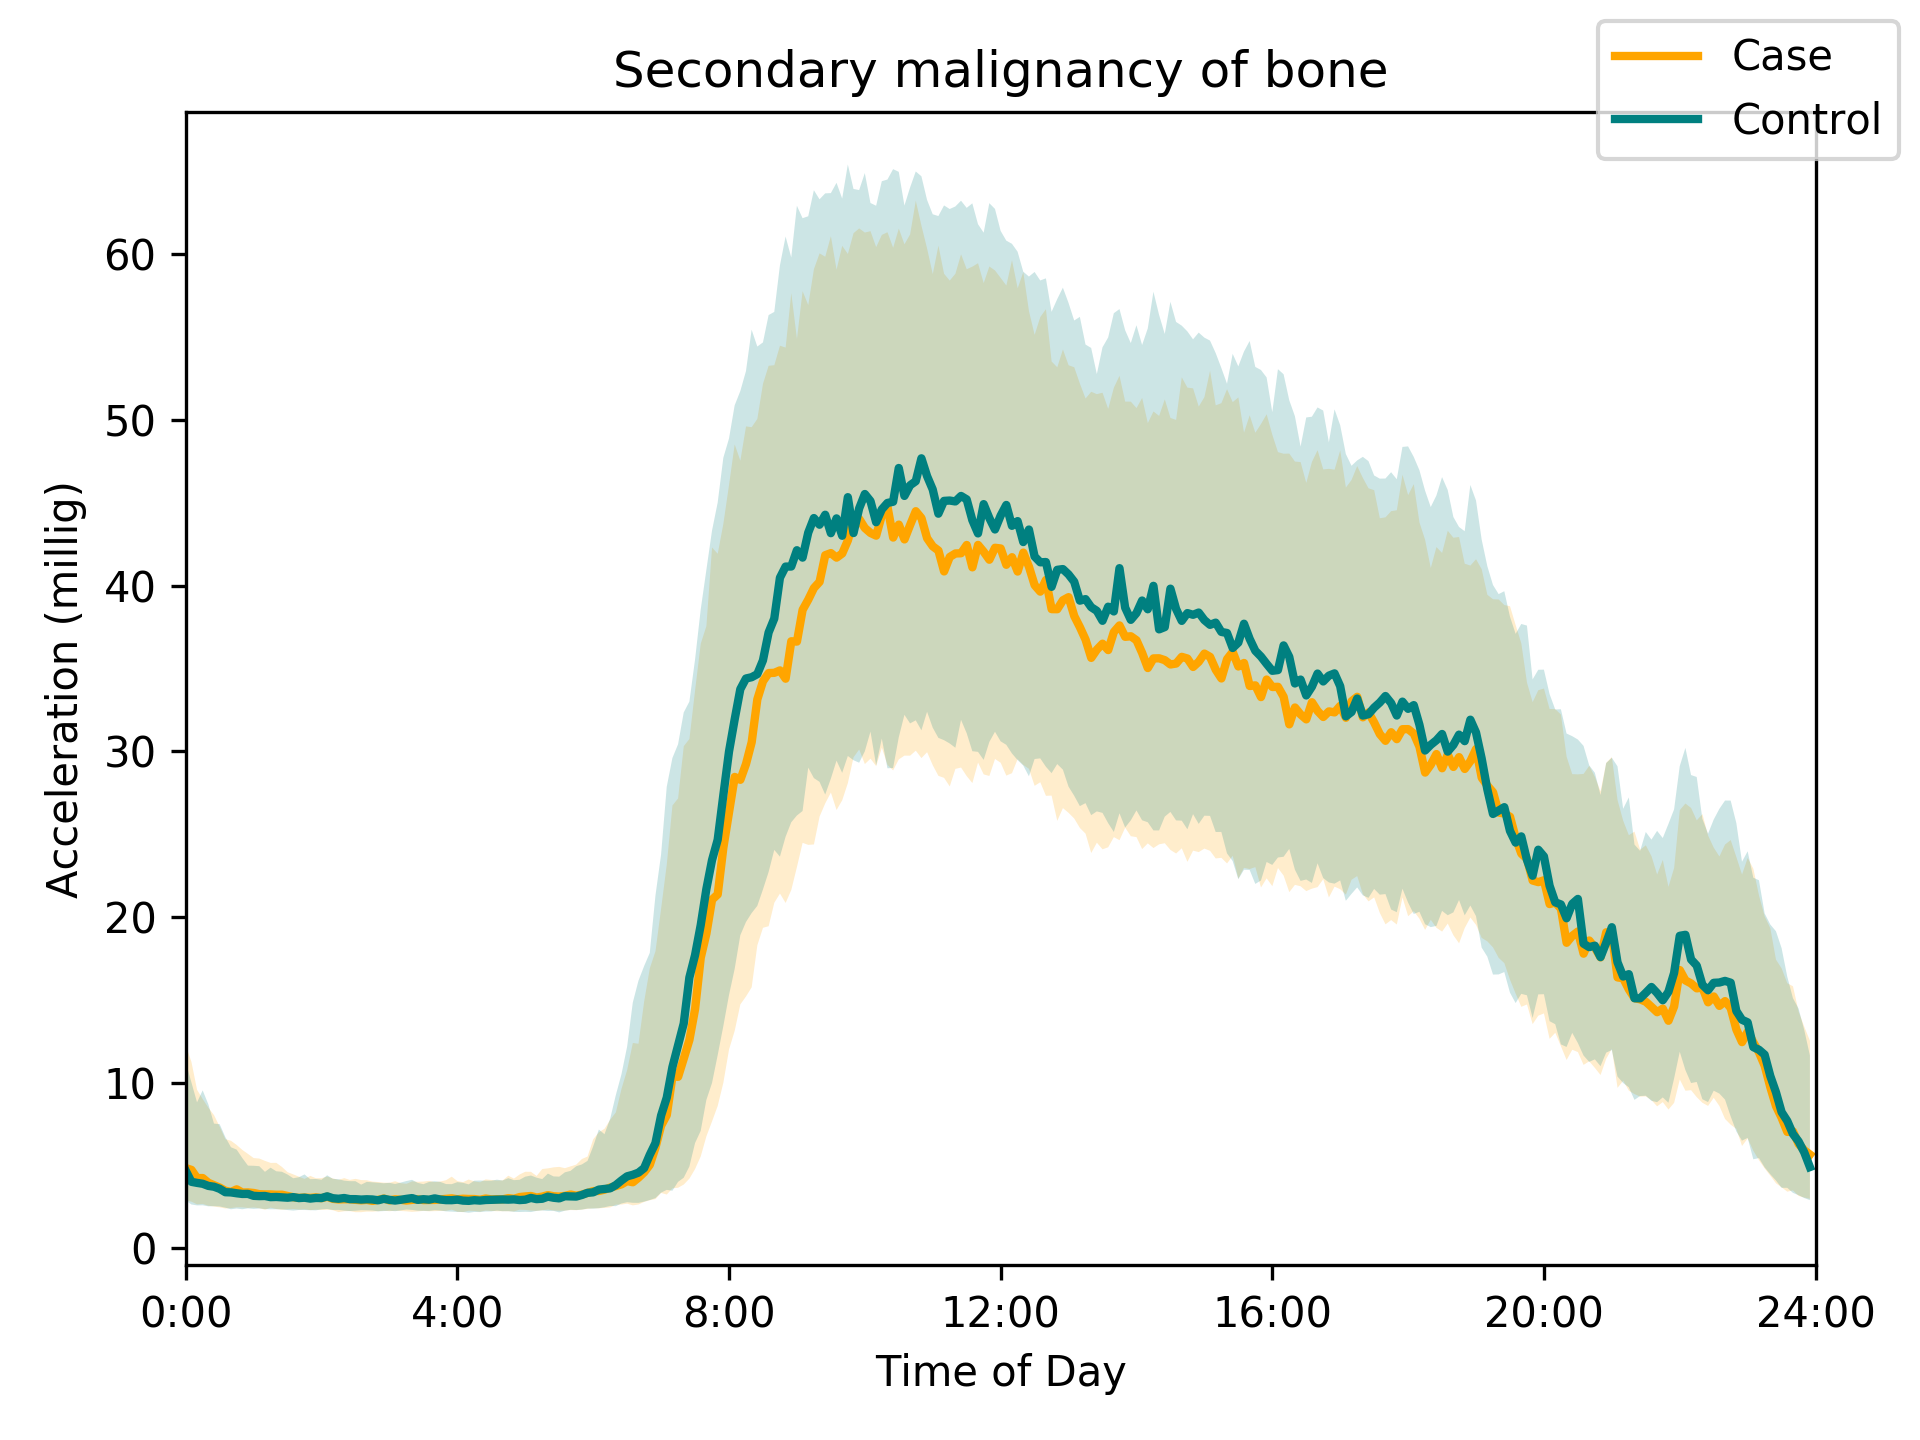 Secondary malignancy of bone
Case
Control
Acceleration (millig)
60
50
40
30
20
10
0
0:00 4:00 8:00 12:00 16:00 20:00 24:00
Time of Day